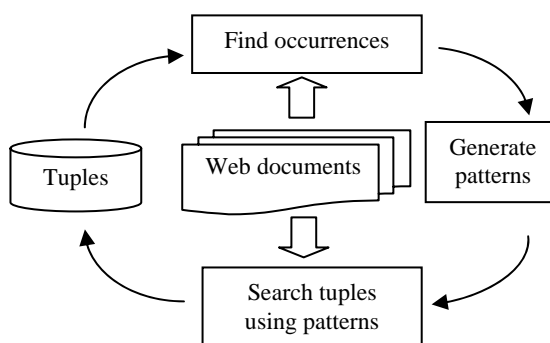 Find occurrences
Tuples
Web documents
Generate
patterns
Search tuples
using patterns